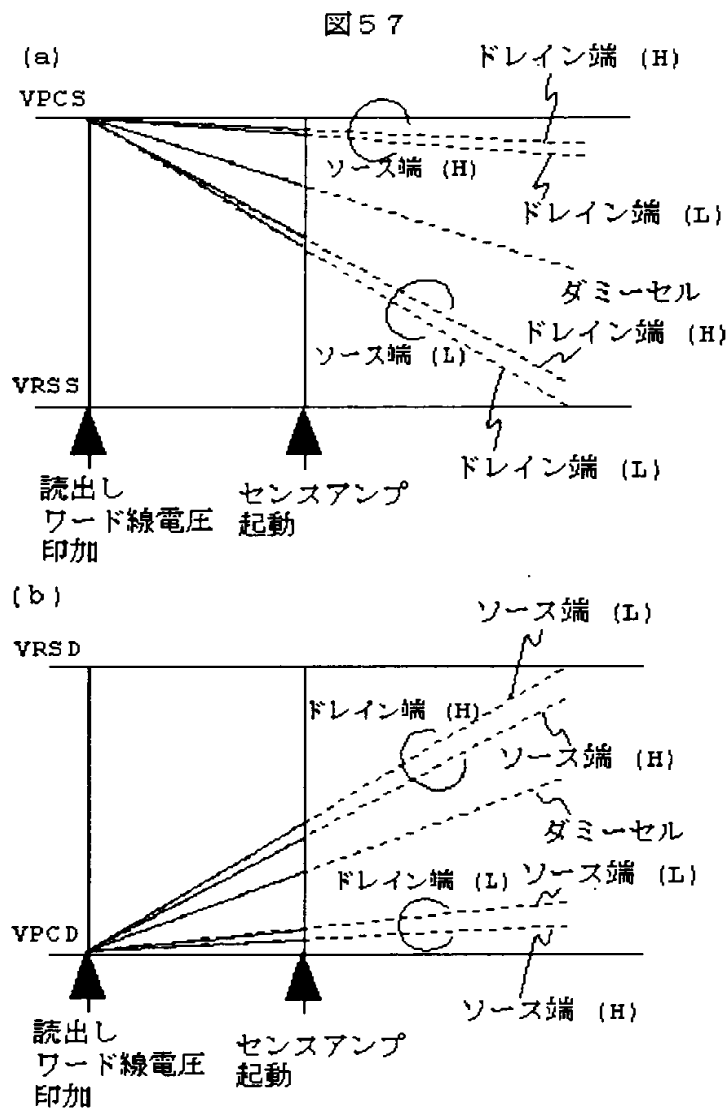 図57
(a)
ドレイン端 (H)
VPCS
ソース端 (H)
ドレイン端 (L)
ダミーセル
ドレイン端 (H)
ソース端 (L)
VRSS
ドレイン端 (L)
読出し
ワード線電圧
印加
センスアンプ
起動
(b)
ソース端 (L)
VRSD
ドレイン端 (H)
ソース端 (H)
ダミーセル
ソース端 (L)
ドレイン端 (L)
VPCD
ソース端 (H)
読出し
ワード線電圧
印加
センスアンプ
起動